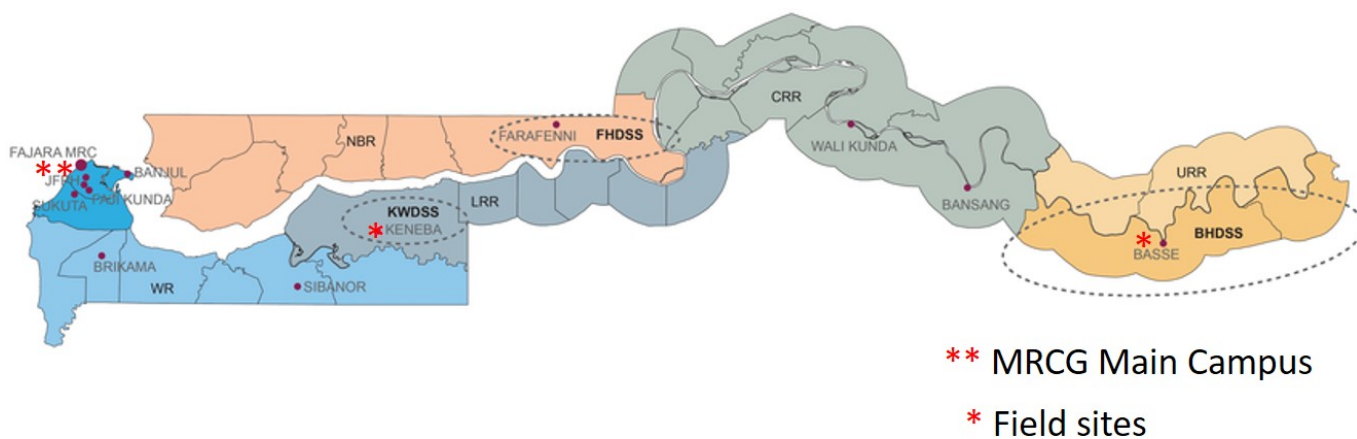 CRR
NBR
FARAFENNI
FHDSS
WALI KUNDA
FAJARA MRC
**
BANJUL
JFPH
PAJI KUNDA
SUKUTA
LRR
URR
BANSANG
KWDSS
* KENEBA
BHDSS
*
BASSE
BRIKAMA
WR
SIBANOR
** MRCG Main Campus
* Field sites